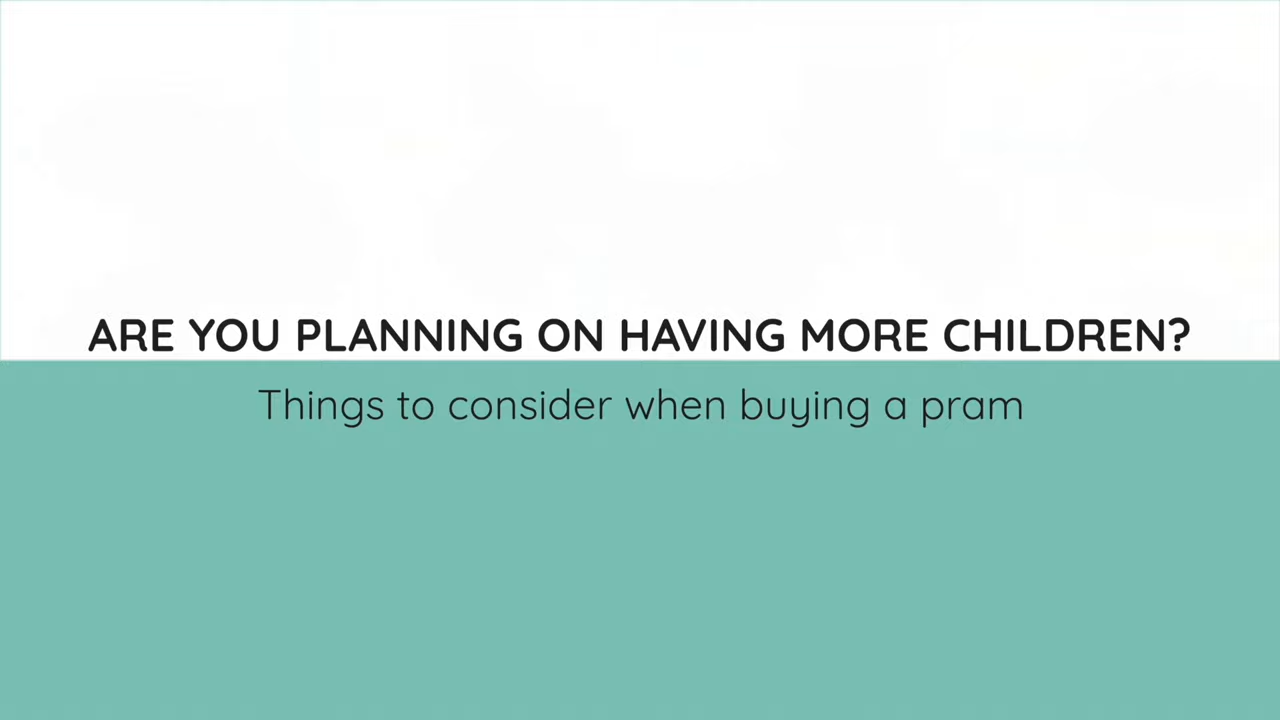 ARE YOU PLANNING ON HAVING MORE CHILDREN?
Things to consider when buying a pram